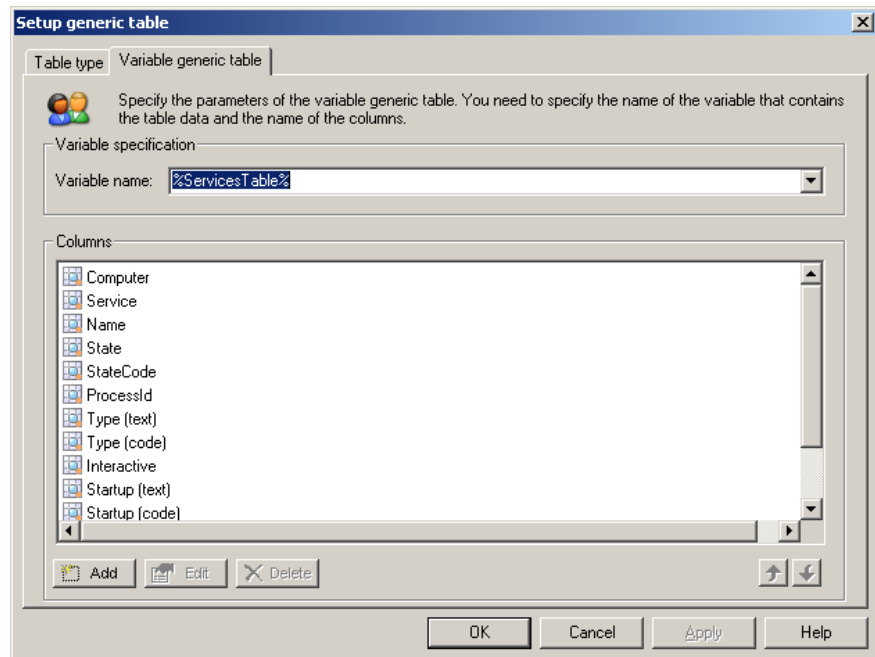 Setup generic table
Table type
Variable generic table
Specify the parameters of the variable generic table. You need to specify the name of the variable that contains
the table data and the name of the columns.
Variable specification
Variable name:
%ServicesTable%
Columns
Computer
Service
Name
State
StateCode
ProcessId
Type (text)
Type (code)
Interactive
Startup (text)
Startup (code)
Add
Edit
Delete
OK
Cancel
Apply
Help